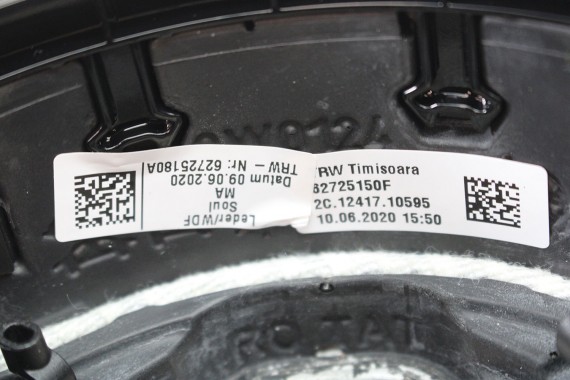 TRW - Nr: 62725180A
Datum 09.06.2020
MA
Soul
Leder/WDF
TRW Timisoara
62725150F
2C.12417.10595
10.06.2020 15:50